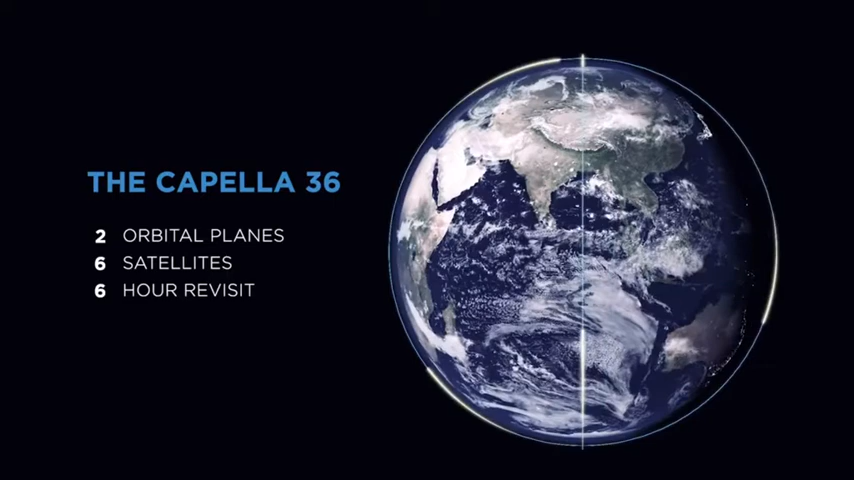 THE CAPELLA 36
2 ORBITAL PLANES
6 SATELLITES
6 HOUR REVISIT